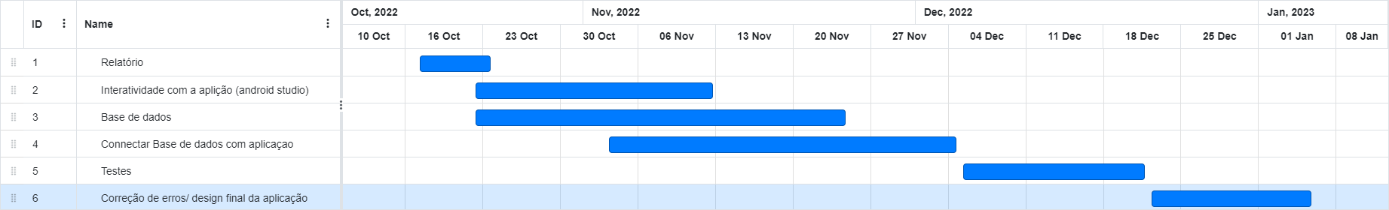 Oct, 2022 Nov, 2022 Dec, 2022 Jan, 2023
ID Name
10 Oct 16 Oct 23 Oct 30 Oct 06 Nov 13 Nov 20 Nov 27 Nov 04 Dec 11 Dec 18 Dec 25 Dec 01 Jan 08 Jan
1 Relatório
2 Interatividade com a aplição (android studio)
3 Base de dados
4 Connectar Base de dados com aplicaçao
5 Testes
6 Correção de erros/ design final da aplicação